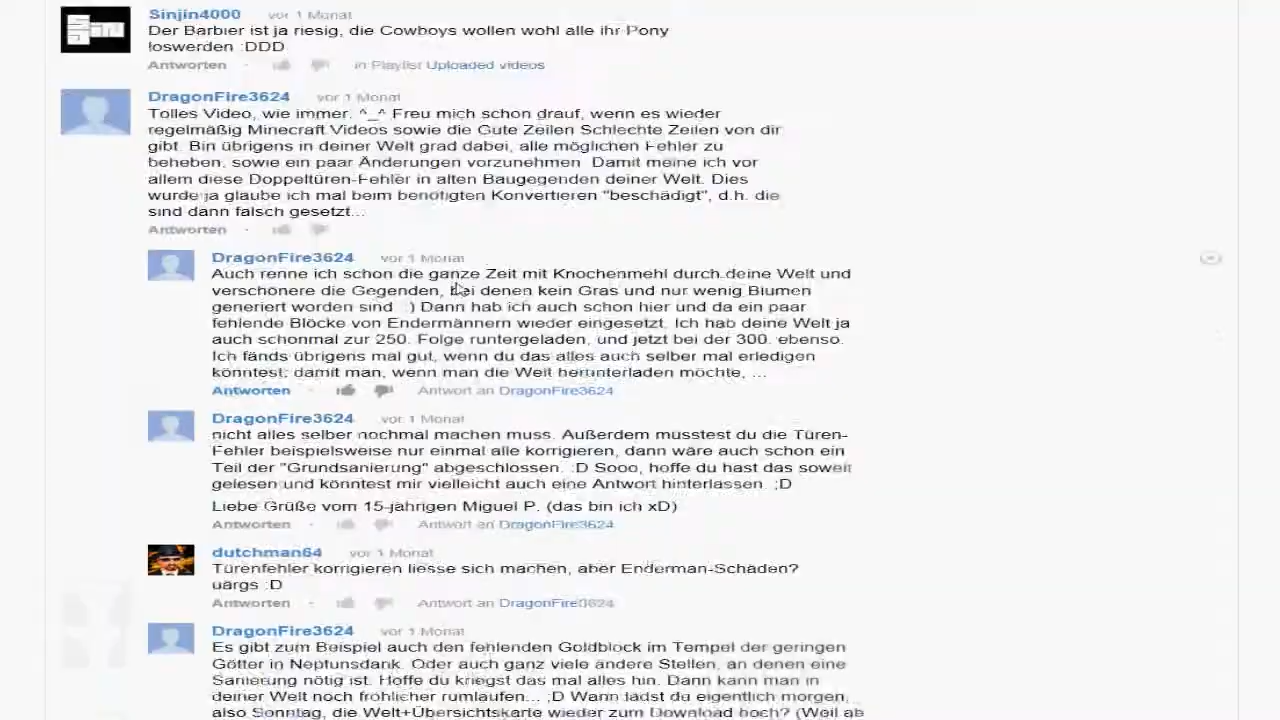 Sinjin4000 vor 1 Monat
Der Barbier ist ja riesig, die Cowboys wollen wohl alle ihr Pony
loswerden :DDD
Antworten · in Playlist Uploaded videos
DragonFire3624 vor 1 Monat
Tolles Video, wie immer. ^_^ Freu mich schon drauf, wenn es wieder
regelmäßig Minecraft Videos sowie die Gute Zeilen Schlechte Zeilen von dir
gibt. Bin übrigens in deiner Welt grad dabei, alle möglichen Fehler zu
beheben, sowie ein paar Änderungen vorzunehmen. Damit meine ich vor
allem diese Doppeltüren-Fehler in alten Baugegenden deiner Welt. Dies
wurde ja glaube ich mal beim benötigten Konvertieren "beschädigt", d.h. die
sind dann falsch gesetzt...
Antworten ·
DragonFire3624 vor 1 Monat
Auch renne ich schon die ganze Zeit mit Knochenmehl durch deine Welt und
verschönere die Gegenden, bei denen kein Gras und nur wenig Blumen
generiert worden sind :) Dann hab ich auch schon hier und da ein paar
fehlende Blöcke von Endermännern wieder eingesetzt. Ich hab deine Welt ja
auch schonmal zur 250. Folge runtergeladen, und jetzt bei der 300. ebenso.
Ich fänds übrigens mal gut, wenn du das alles auch selber mal erledigen
könntest, damit man, wenn man die Welt herunterladen möchte, ...
Antworten · Antwort an DragonFire3624
DragonFire3624 vor 1 Monat
nicht alles selber nochmal machen muss. Außerdem müsstest du die Türen-
Fehler beispielsweise nur einmal alle korrigieren, dann wäre auch schon ein
Teil der "Grundsanierung" abgeschlossen. :D Sooo, hoffe du hast das soweit
gelesen und könntest mir vielleicht auch eine Antwort hinterlassen. ;D
Liebe Grüße vom 15-jährigen Miguel P. (das bin ich xD)
Antworten · Antwort an DragonFire3624
dutchman64 vor 1 Monat
Türenfehler korrigieren liesse sich machen, aber Enderman-Schäden?
uärgs :D
Antworten · Antwort an DragonFire3624
DragonFire3624 vor 1 Monat
Es gibt zum Beispiel auch den fehlenden Goldblock im Tempel der geringen
Götter in Neptunsdank. Oder auch ganz viele andere Stellen, an denen eine
Sanierung nötig ist. Hoffe du kriegst das mal alles hin. Dann kann man in
deiner Welt noch fröhlicher rumlaufen... ;D Wann lädst du eigentlich morgen,
also Sonntag, die Welt+Übersichtskarte wieder zum Download hoch? (Weil ab